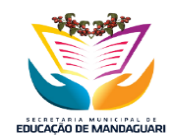 SECRETARIA MUNICIPAL DE
EDUCAÇÃO DE MANDAGUARI